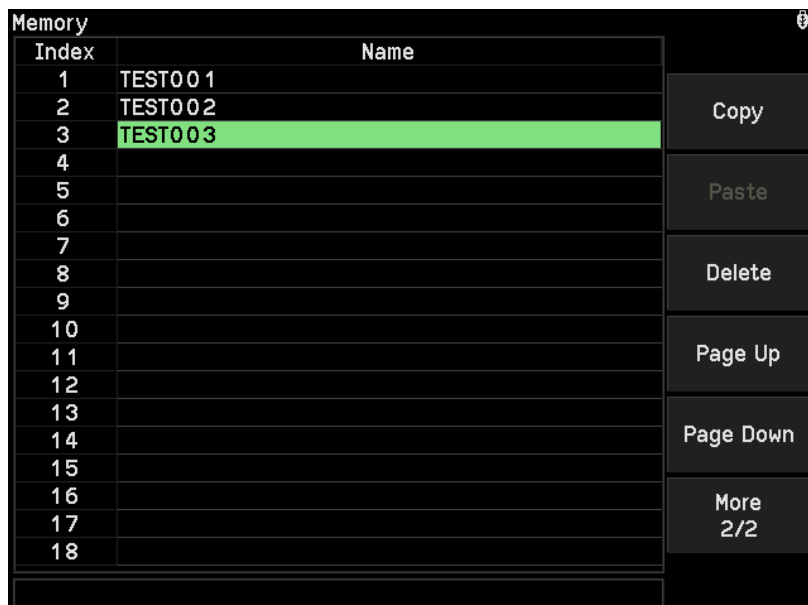 Memory
Index Name
1 TEST001
2 TEST002
3 TEST003
4
5
6
7
8
9
10
11
12
13
14
15
16
17
18
Copy
Paste
Delete
Page Up
Page Down
More
2/2